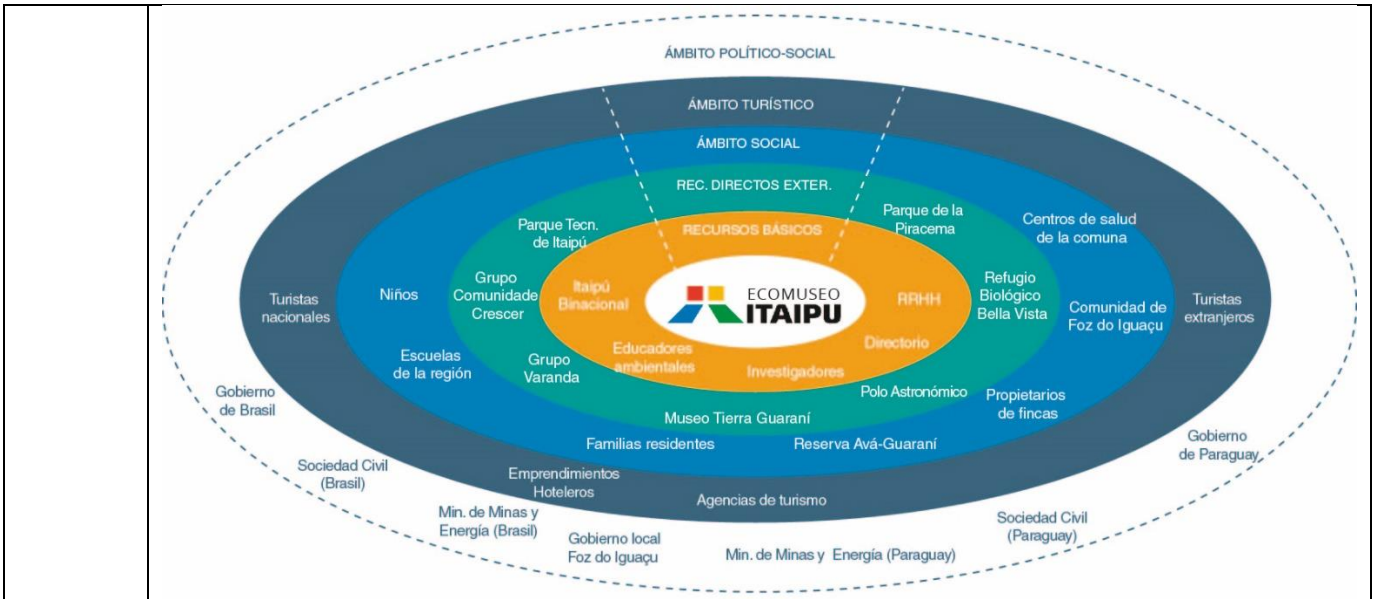 ÁMBITO POLÍTICO-SOCIAL
ÁMBITO TURÍSTICO
ÁMBITO SOCIAL
REC. DIRECTOS EXTER.
RECURSOS BÁSICOS
ECOMUSEO
ITAIPU
Itaipú
Binacional
RRHH
Educadores
ambientales
Investigadores
Directorio
Parque Tecn.
de Itaipú
Parque de la
Piracema
Grupo
Comunidade
Crescer
Refugio
Biológico
Bella Vista
Grupo
Varanda
Polo Astronómico
Museo Tierra Guaraní
Niños
Centros de salud
de la comuna
Comunidad de
Foz do Iguaçu
Escuelas
de la región
Propietarios
de fincas
Familias residentes
Reserva Avá-Guaraní
Turistas
nacionales
Turistas
extranjeros
Emprendimientos
Hoteleros
Agencias de turismo
Gobierno
de Brasil
Gobierno
de Paraguay
Sociedad Civil
(Brasil)
Sociedad Civil
(Paraguay)
Min. de Minas y
Energía (Brasil)
Gobierno local
Foz do Iguaçu
Min. de Minas y Energía (Paraguay)